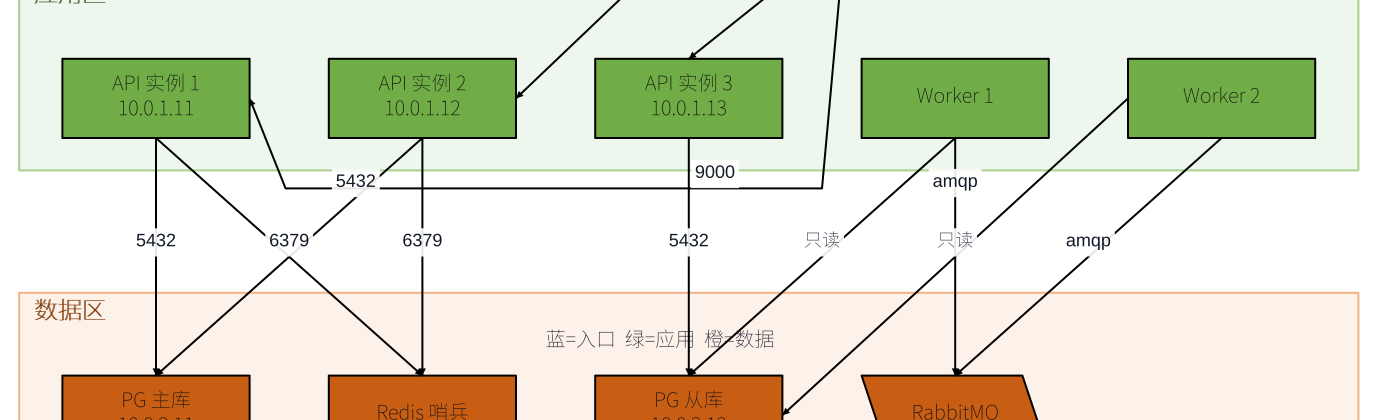 API 实例 1
10.0.1.11
API 实例 2
10.0.1.12
API 实例 3
10.0.1.13
Worker 1
Worker 2
9000
5432
amqp
5432
6379
6379
5432
只读
只读
amqp
数据区
蓝=入口 绿=应用 橙=数据
PG 主库
Redis 哨兵
PG 从库
RabbitMQ